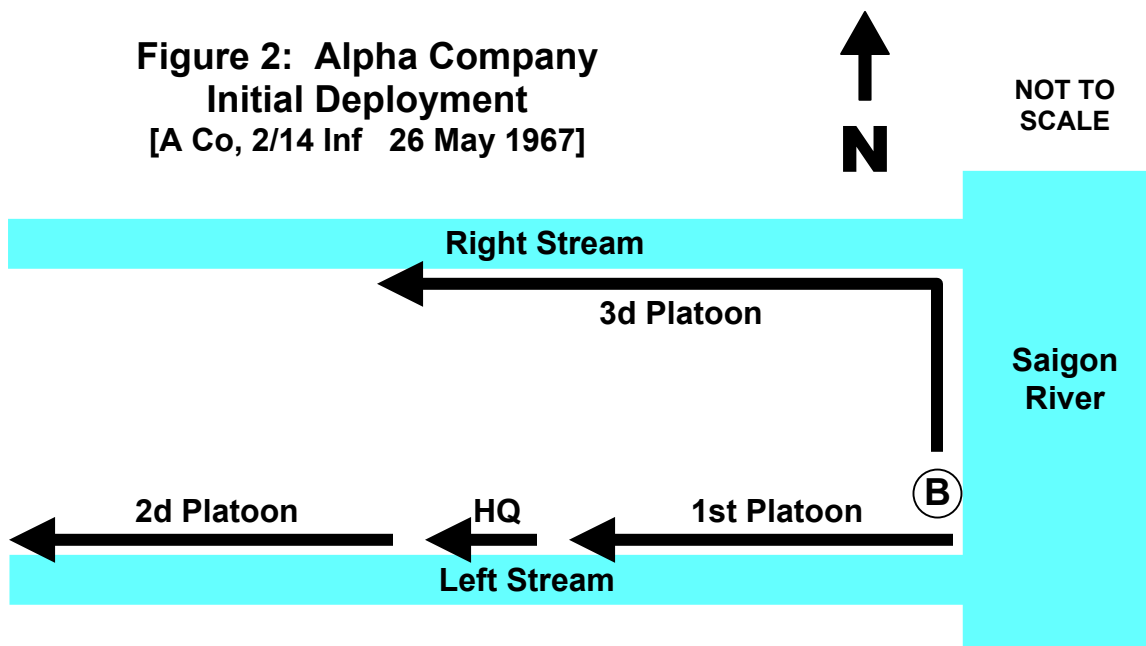 Figure 2: Alpha Company
Initial Deployment
[A Co, 2/14 Inf 26 May 1967]
N
NOT TO
SCALE
Right Stream
3d Platoon
Saigon
River
B
2d Platoon
HQ
1st Platoon
Left Stream